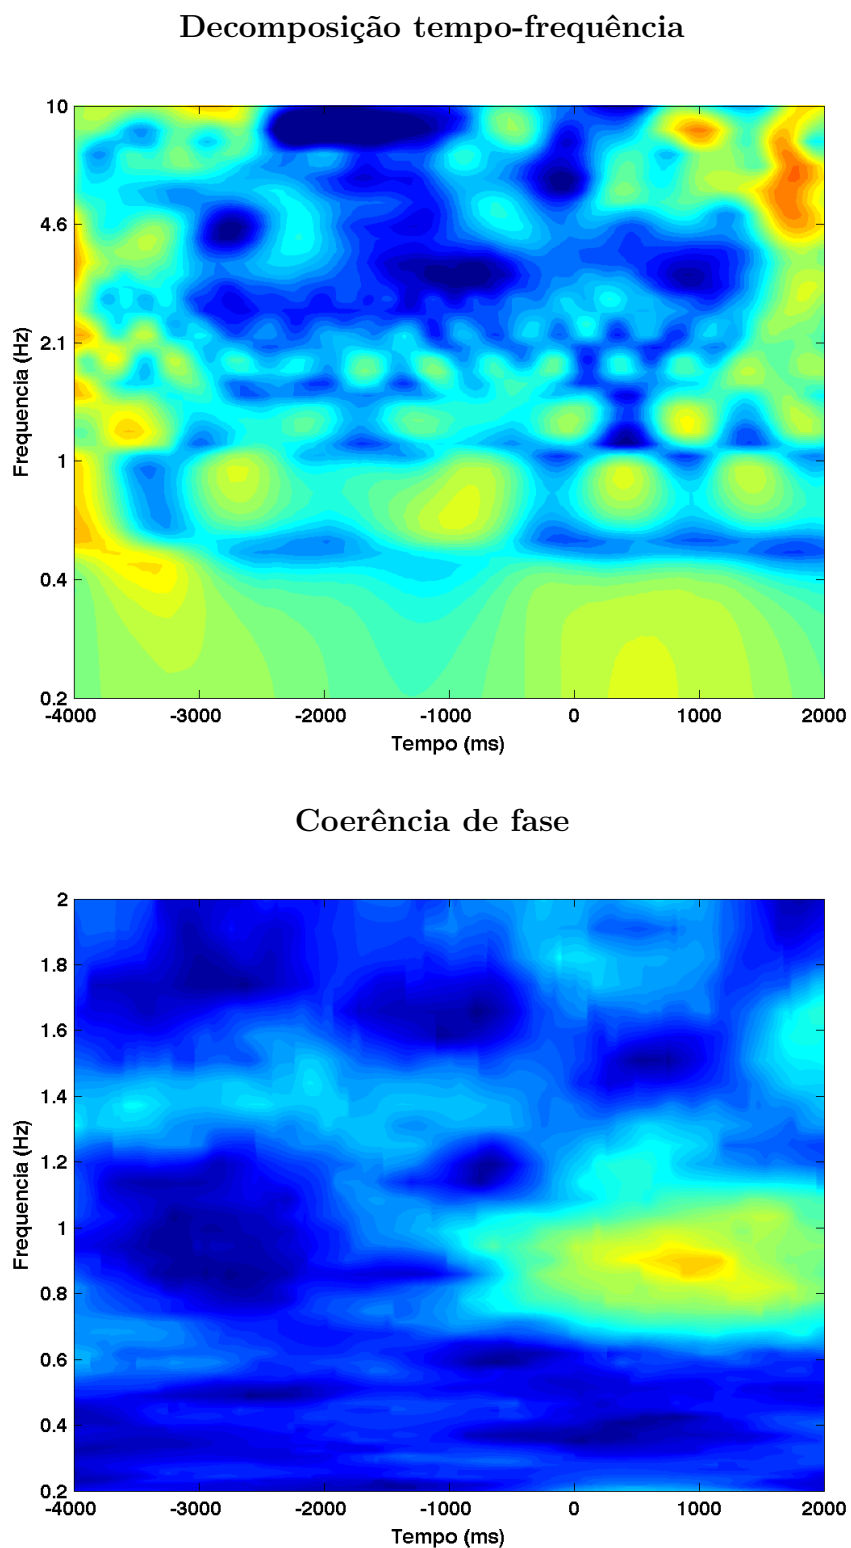 Decomposição tempo-frequência
10
4.6
2.1
1
0.4
0.2
Frequencia (Hz)
-4000 -3000 -2000 -1000 0 1000 2000
Tempo (ms)
Coerência de fase
2
1.8
1.6
1.4
1.2
1
0.8
0.6
0.4
0.2
Frequencia (Hz)
-4000 -3000 -2000 -1000 0 1000 2000
Tempo (ms)